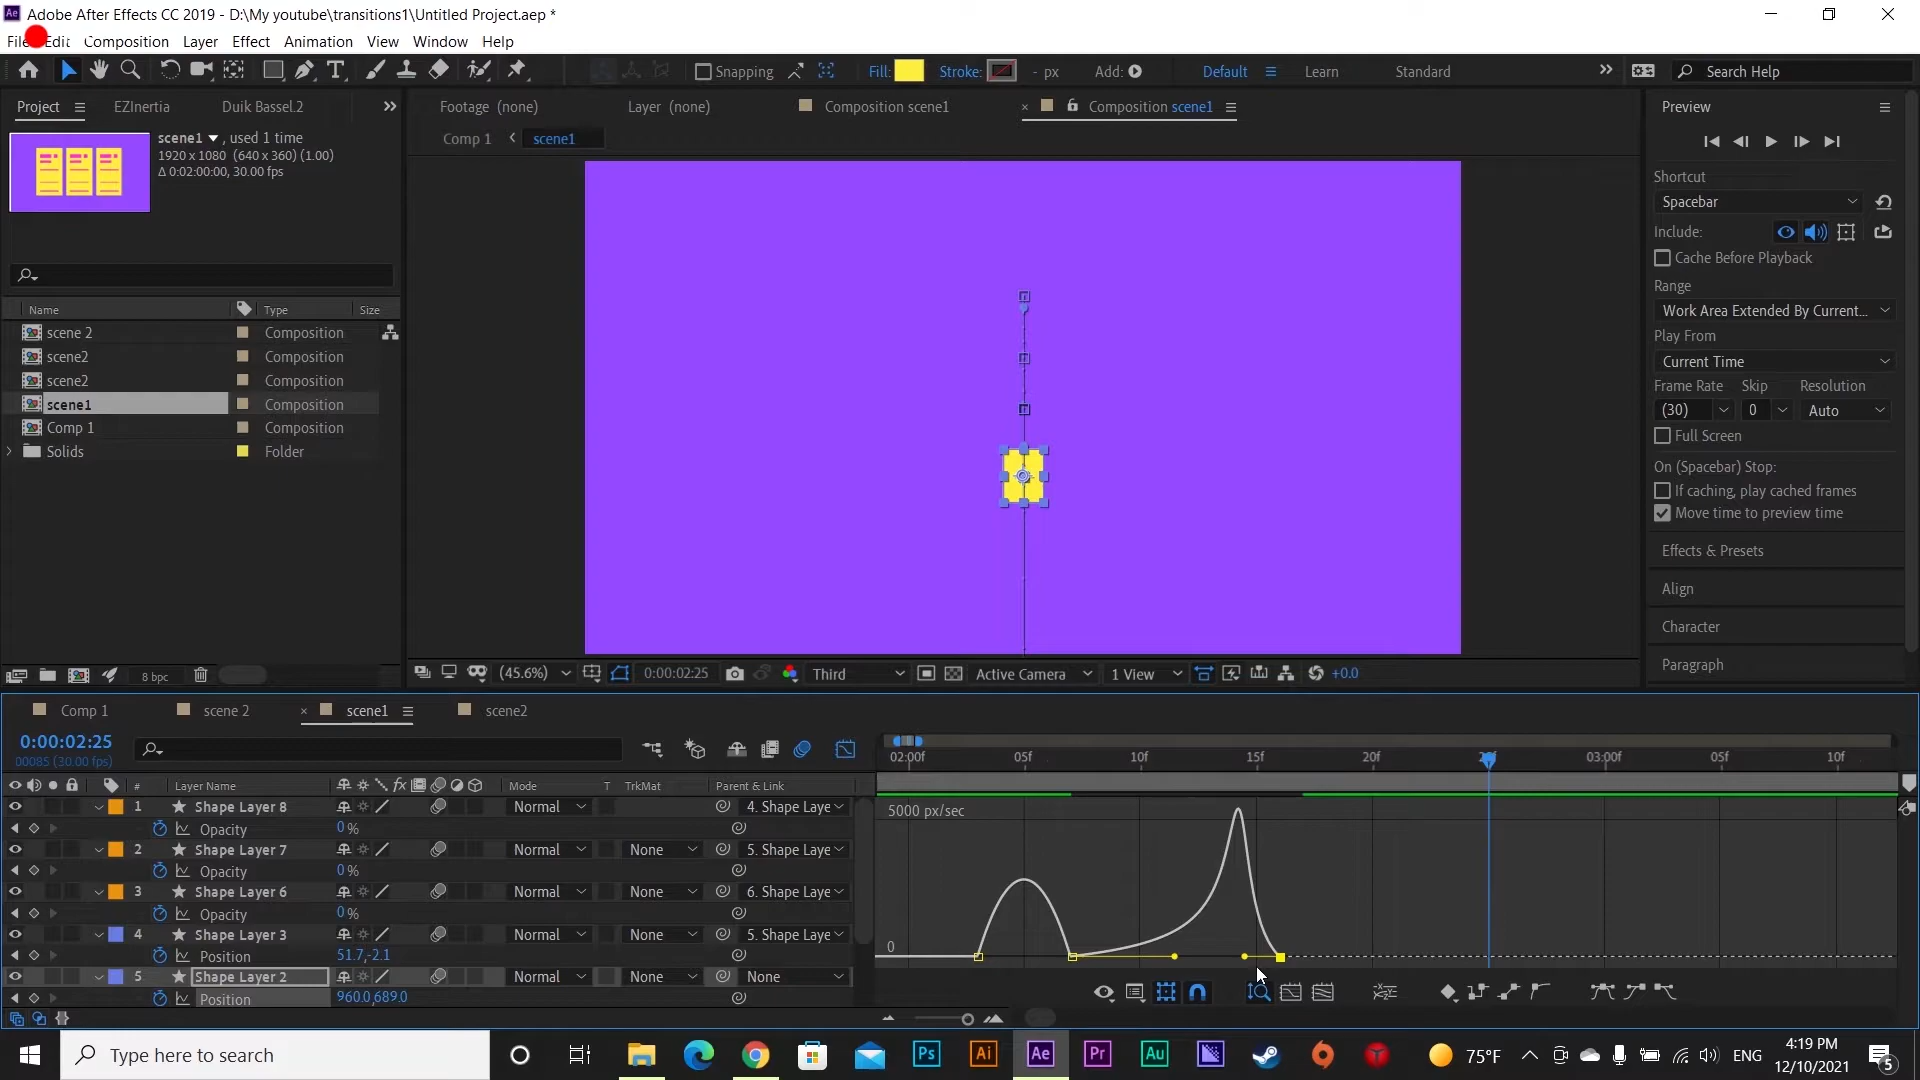 Adobe After Effects CC 2019 - D:\My youtube\transitions1\Untitled Project.aep *
File Edit Composition Layer Effect Animation View Window Help
Snapping Fill: Stroke: - px Add: Default Learn Standard Search Help
Project EZInertia Duik Bassel.2 Footage (none) Layer (none) Composition scene1 Composition scene1 Preview
scene1 , used 1 time
1920 x 1080 (640 x 360) (1.00)
Δ 0:02:00:00, 30.00 fps
Comp 1 scene1
Shortcut
Spacebar
Include:
Cache Before Playback
Range
Work Area Extended By Current...
Play From
Current Time
Frame Rate Skip Resolution
(30) 0 Auto
Full Screen
On (Spacebar) Stop:
If caching, play cached frames
Move time to preview time
Effects & Presets
Align
Character
Paragraph
Name Type Size
scene 2 Composition
scene2 Composition
scene2 Composition
scene1 Composition
Comp 1 Composition
Solids Folder
8 bpc (45.6%) 0:00:02:25 Third Active Camera 1 View +0.0
Comp 1 scene 2 scene1 scene2
0:00:02:25
00085 (30.00 fps)
02:00f 05f 10f 15f 20f 03:00f 05f 10f
# Layer Name fx Mode T TrkMat Parent & Link
1 Shape Layer 8 Normal 4. Shape Laye
Opacity 0 %
2 Shape Layer 7 Normal None 5. Shape Laye
Opacity 0 %
3 Shape Layer 6 Normal None 6. Shape Laye
Opacity 0 %
4 Shape Layer 3 Normal None 5. Shape Laye
Position 51.7,-2.1
5 Shape Layer 2 Normal None None
Position 960.0,689.0
5000 px/sec
0
Type here to search Ps Ai Ae Pr Au 75°F ENG 4:19 PM
12/10/2021
5